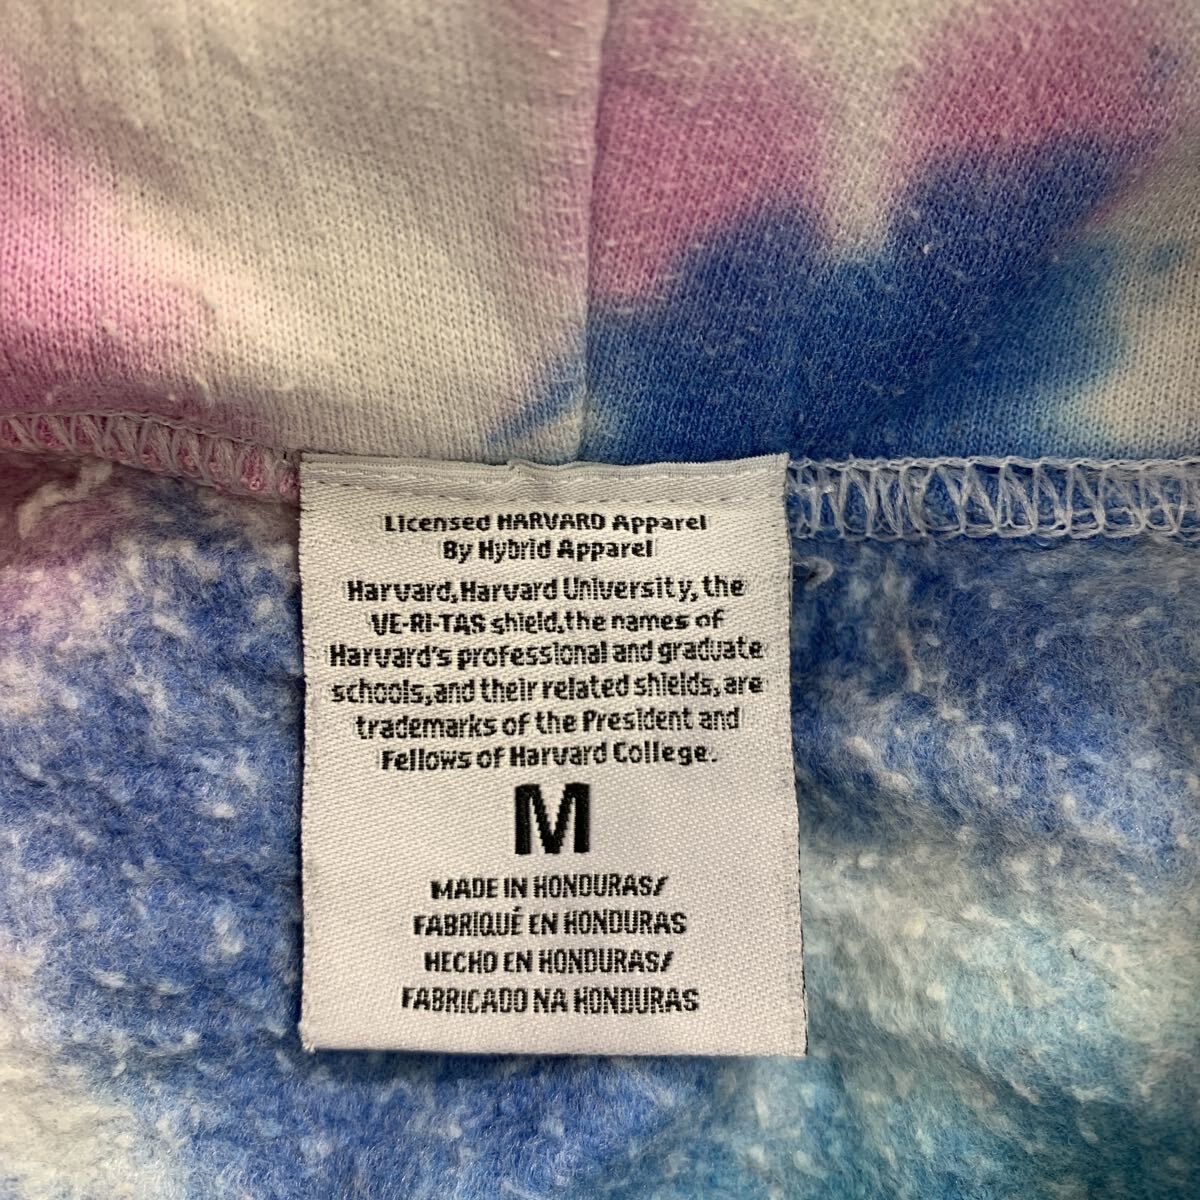 Licensed HARVARD Apparel
By Hybrid Apparel
Harvard, Harvard University, the
VE-RI-TAS shield, the names of
Harvard's professional and graduate
schools, and their related shields, are
trademarks of the President and
Fellows of Harvard College.
M
MADE IN HONDURAS/
FABRIQUÉ EN HONDURAS
HECHO EN HONDURAS/
FABRICADO NA HONDURAS